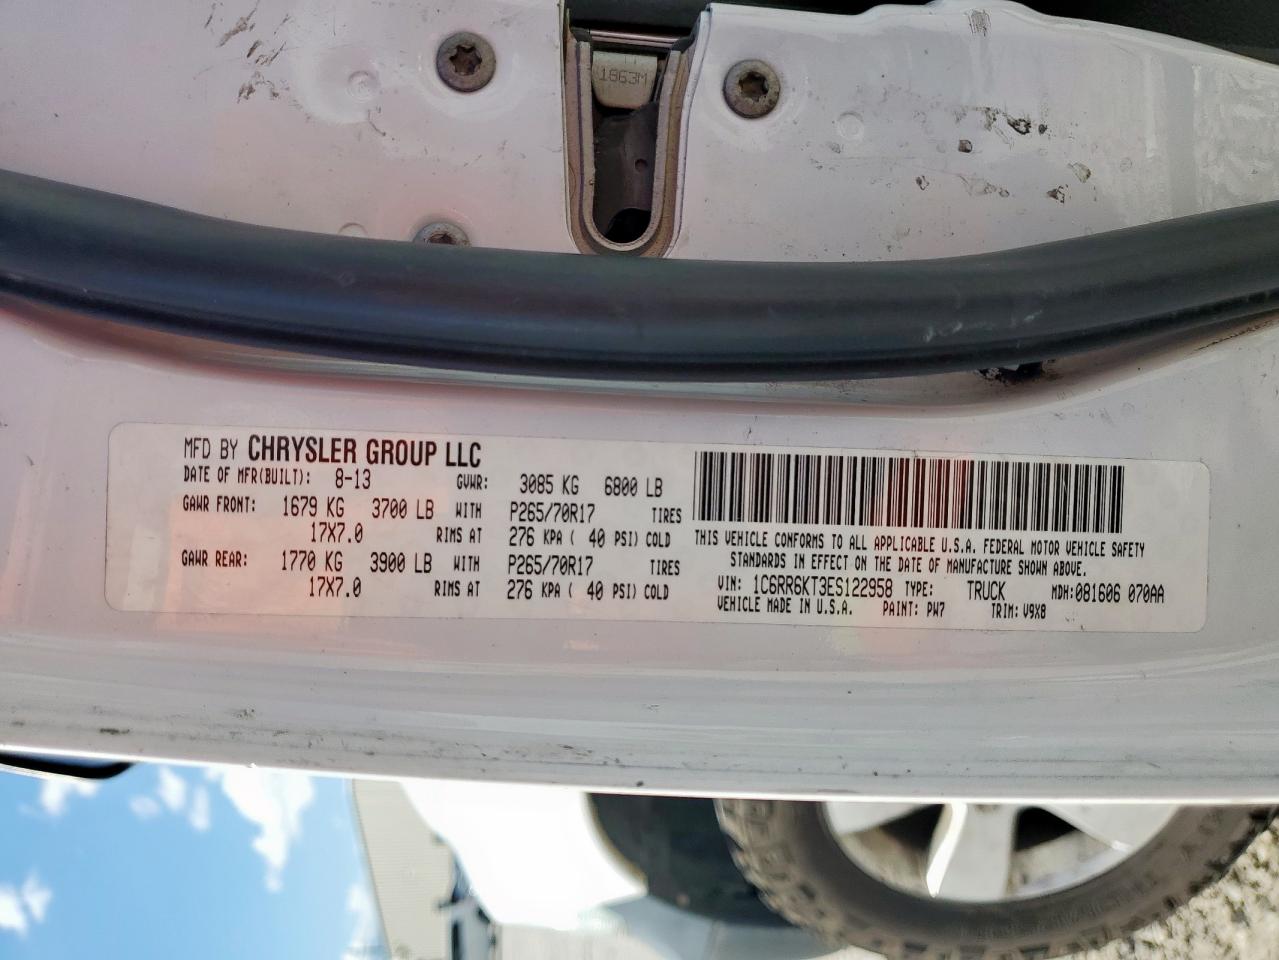 1863M
MFD BY CHRYSLER GROUP LLC
DATE OF MFR(BUILT): 8-13 GVWR: 3085 KG 6800 LB
GAWR FRONT: 1679 KG 3700 LB WITH P265/70R17 TIRES
17X7.0 RIMS AT 276 KPA ( 40 PSI) COLD
GAWR REAR: 1770 KG 3900 LB WITH P265/70R17 TIRES
17X7.0 RIMS AT 276 KPA ( 40 PSI) COLD
THIS VEHICLE CONFORMS TO ALL APPLICABLE U.S.A. FEDERAL MOTOR VEHICLE SAFETY
STANDARDS IN EFFECT ON THE DATE OF MANUFACTURE SHOWN ABOVE.
VIN: 1C6RR6KT3ES122958 TYPE: TRUCK MDH:081606 070AA
VEHICLE MADE IN U.S.A. PAINT: PW7 TRIM: V9X8